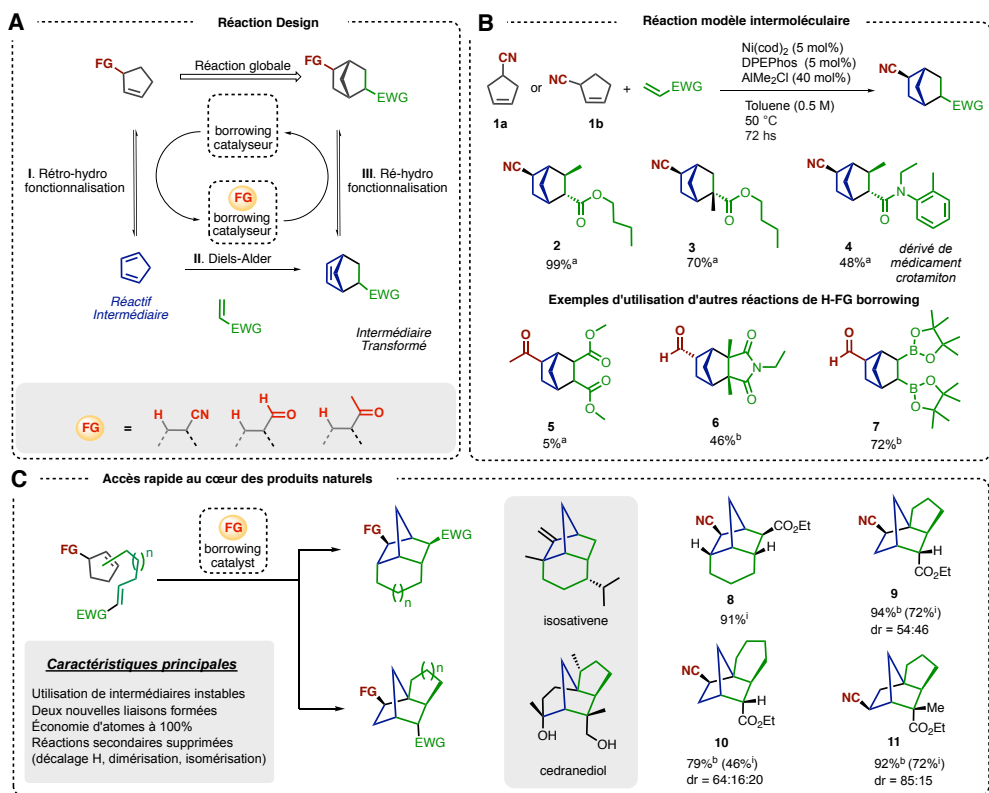 A
Réaction Design
FG
Réaction globale
FG
EWG
borrowing
catalyseur
I. Rétro-hydro
fonctionnalisation
III. Ré-hydro
fonctionnalisation
FG
borrowing
catalyseur
II. Diels-Alder
EWG
EWG
Réactif
Intermédiaire
Intermédiaire
Transformé
FG
=
H
CN
H
H
O
H
O
B
Réaction modèle intermoléculaire
CN
1a
or
NC
1b
+
EWG
Ni(cod)2 (5 mol%)
DPEPhos (5 mol%)
AlMe2Cl (40 mol%)
Toluene (0.5 M)
50 °C
72 hs
NC
EWG
NC
O
O
2
99%a
NC
O
O
3
70%a
NC
N
O
4
48%a
dérivé de
médicament
crotamiton
Exemples d'utilisation d'autres réactions de H-FG borrowing
O
O
O
O
O
5
5%a
O
H
O
N
O
6
46%b
O
H
O
B
O
B
O
O
7
72%b
C
Accès rapide au cœur des produits naturels
FG
n
EWG
FG
borrowing
catalyst
FG
EWG
n
FG
n
EWG
Caractéristiques principales
Utilisation de intermédiaires instables
Deux nouvelles liaisons formées
Économie d'atomes à 100%
Réactions secondaires supprimées
(décalage H, dimérisation, isomérisation)
isosativene
OH
OH
cedranediol
NC
CO2Et
H
H
8
91%i
NC
H
CO2Et
9
94%b (72%i)
dr = 54:46
NC
H
CO2Et
10
79%b (46%i)
dr = 64:16:20
NC
Me
CO2Et
11
92%b (72%i)
dr = 85:15